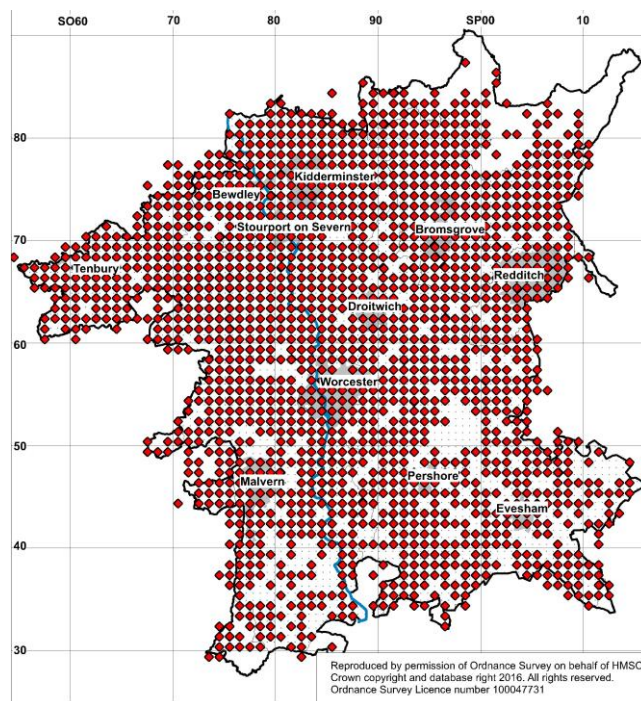 SO60 70 80 90 SP00 10
80
Kidderminster
Bewdley
Stourport on Severn
Bromsgrove
70
Tenbury
Redditch
Droitwich
60
Worcester
50
Pershore
Malvern
Evesham
40
30
Reproduced by permission of Ordnance Survey on behalf of HMSO
Crown copyright and database right 2016. All rights reserved.
Ordnance Survey Licence number 100047731